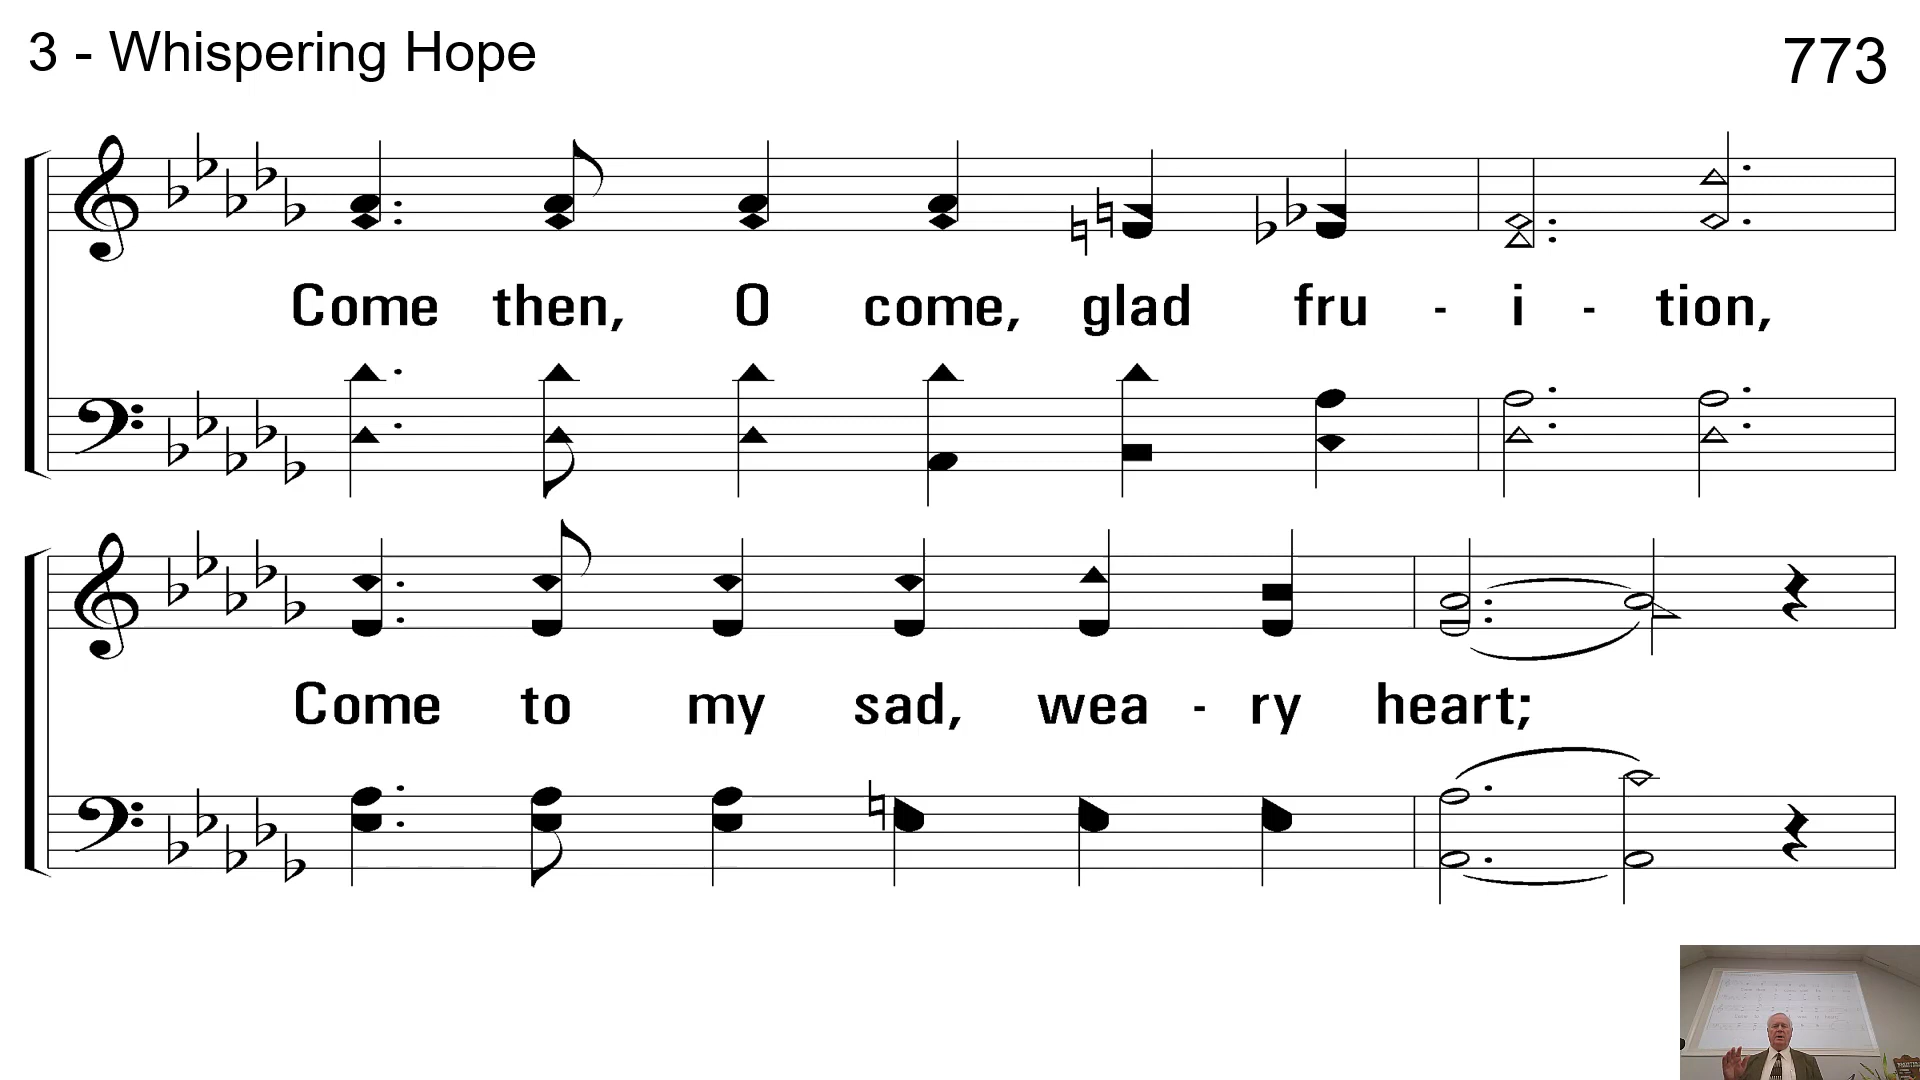 3 - Whispering Hope
773
Come then, O come, glad fru - i - tion,
Come to my sad, wea - ry heart;